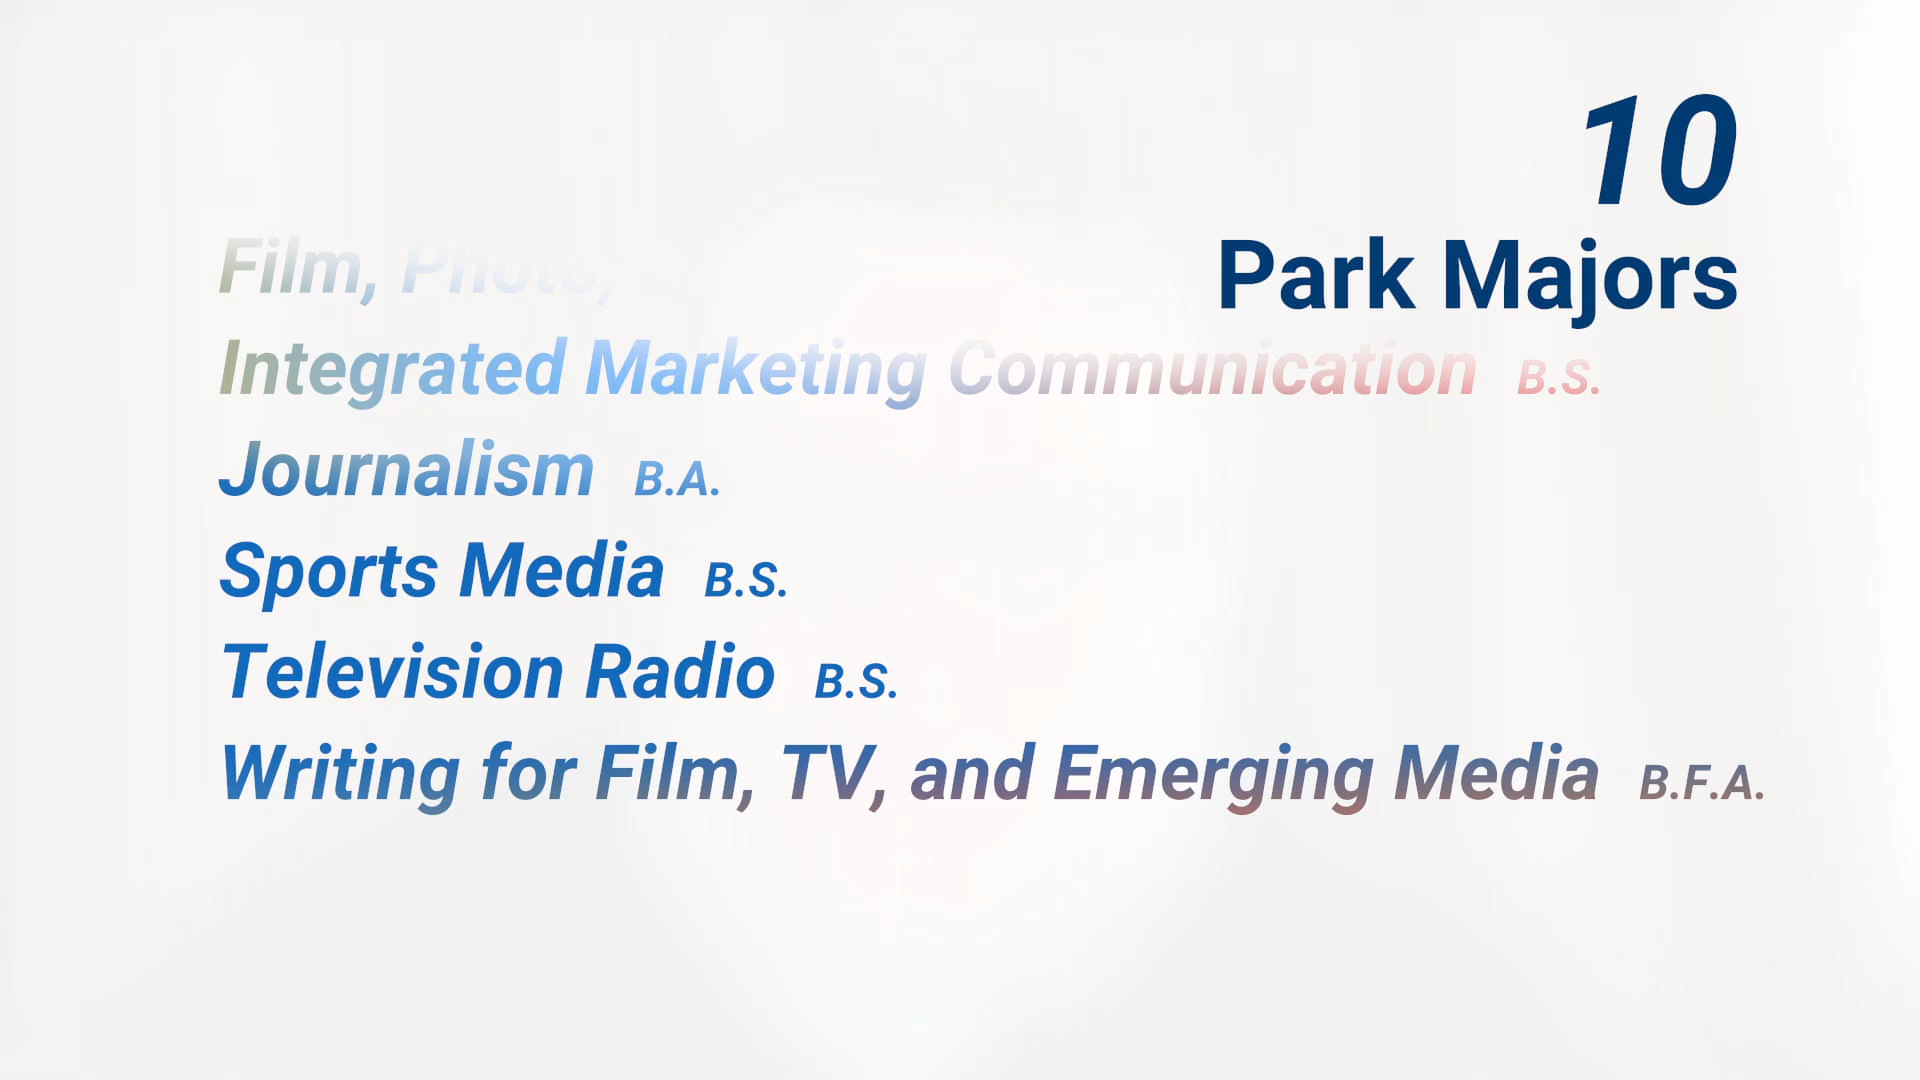 10
Park Majors
Film, Photo,
Integrated Marketing Communication B.S.
Journalism B.A.
Sports Media B.S.
Television Radio B.S.
Writing for Film, TV, and Emerging Media B.F.A.